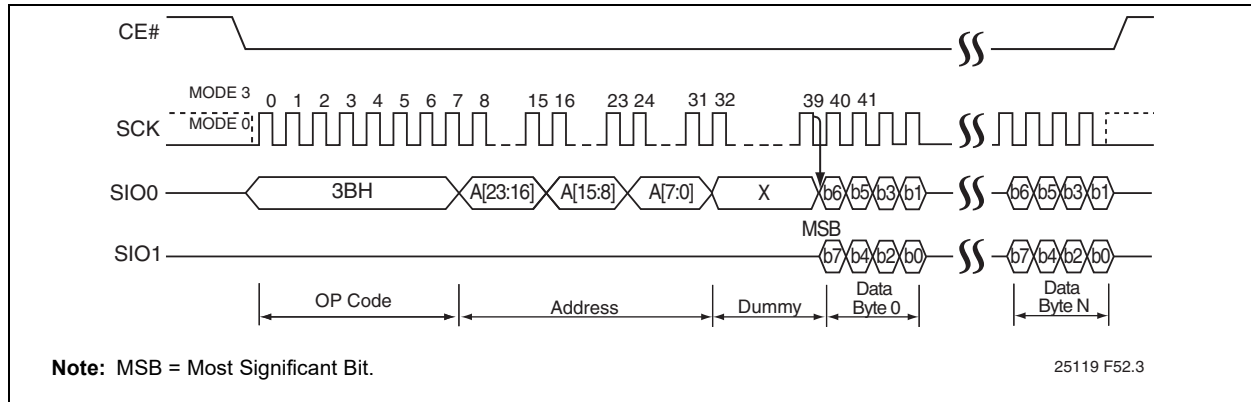 CE#
MODE 3
0 1 2 3 4 5 6 7 8 15 16 23 24 31 32 39 40 41
SCK
MODE 0
SIO0
3BH
A[23:16]
A[15:8]
A[7:0]
X
b6 b5 b3 b1
b6 b5 b3 b1
MSB
SIO1
b7 b4 b2 b0
b7 b4 b2 b0
OP Code
Address
Dummy
Data
Byte 0
Data
Byte N
Note: MSB = Most Significant Bit.
25119 F52.3